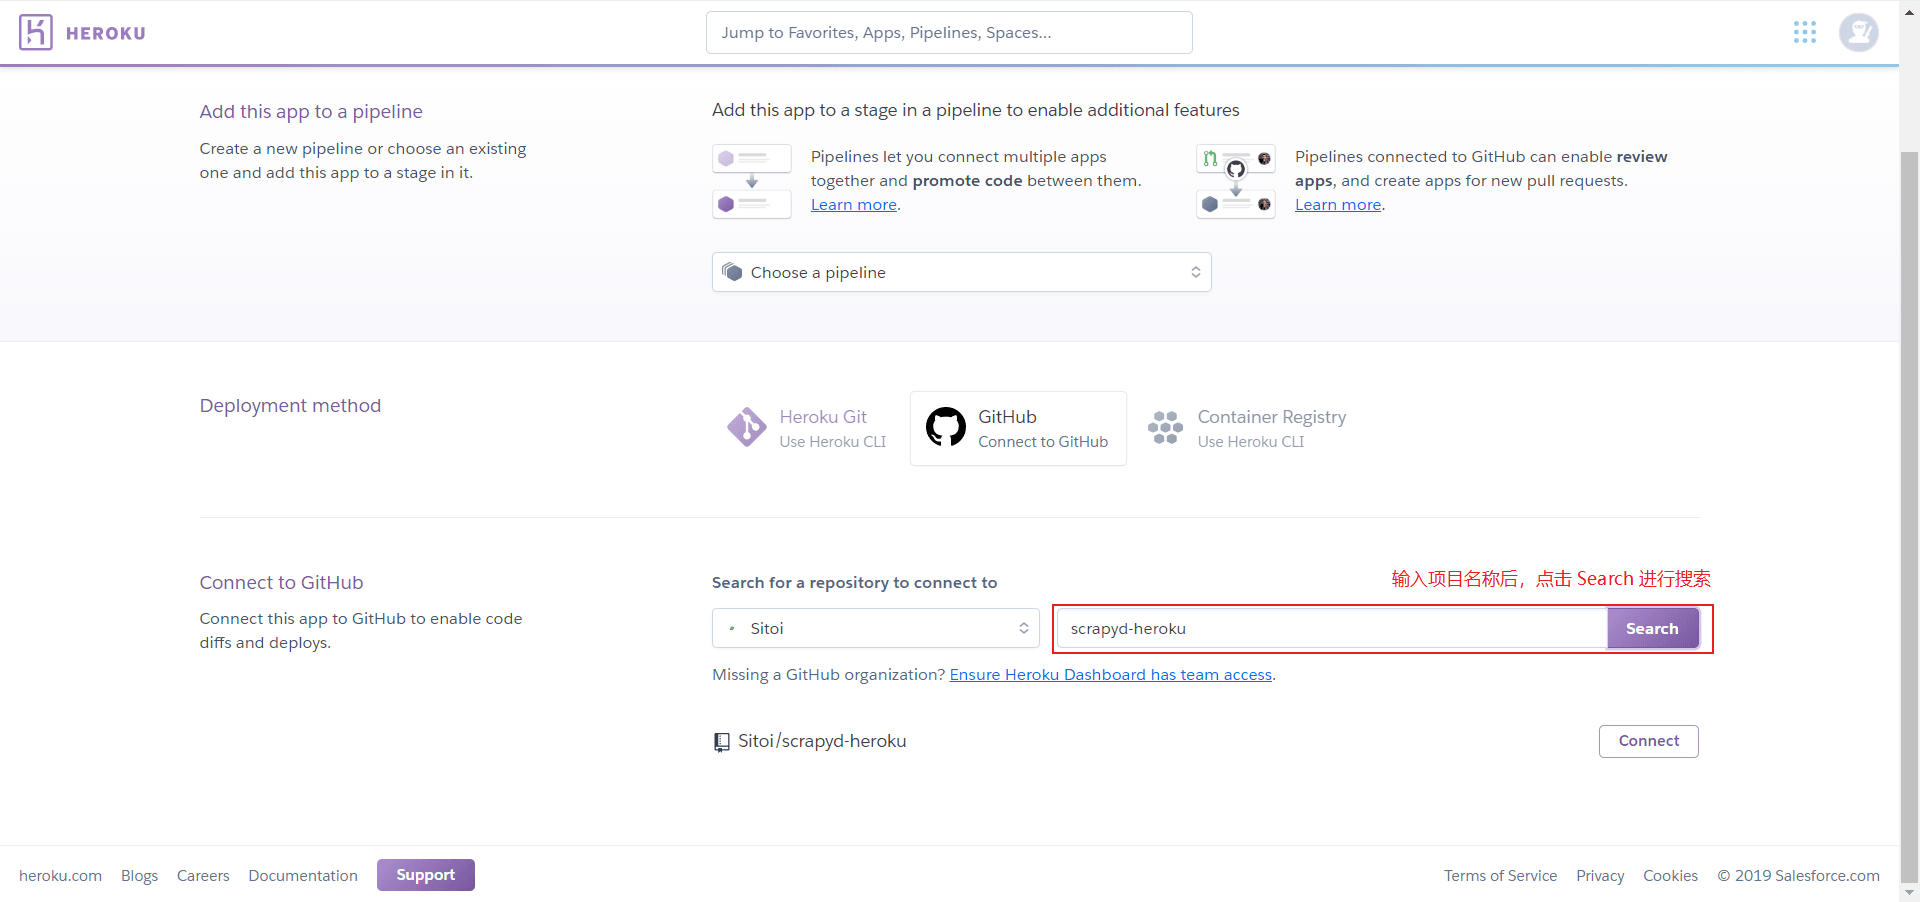 HEROKU
Jump to Favorites, Apps, Pipelines, Spaces...
Add this app to a pipeline
Create a new pipeline or choose an existing
one and add this app to a stage in it.
Add this app to a stage in a pipeline to enable additional features
Pipelines let you connect multiple apps
together and promote code between them.
Learn more.
Pipelines connected to GitHub can enable review
apps, and create apps for new pull requests.
Learn more.
Choose a pipeline
Deployment method
Heroku Git
Use Heroku CLI
GitHub
Connect to GitHub
Container Registry
Use Heroku CLI
Connect to GitHub
Connect this app to GitHub to enable code
diffs and deploys.
Search for a repository to connect to
输入项目名称后，点击 Search 进行搜索
Sitoi
scrapyd-heroku
Search
Missing a GitHub organization? Ensure Heroku Dashboard has team access.
Sitoi/scrapyd-heroku
Connect
heroku.com
Blogs
Careers
Documentation
Support
Terms of Service
Privacy
Cookies
© 2019 Salesforce.com